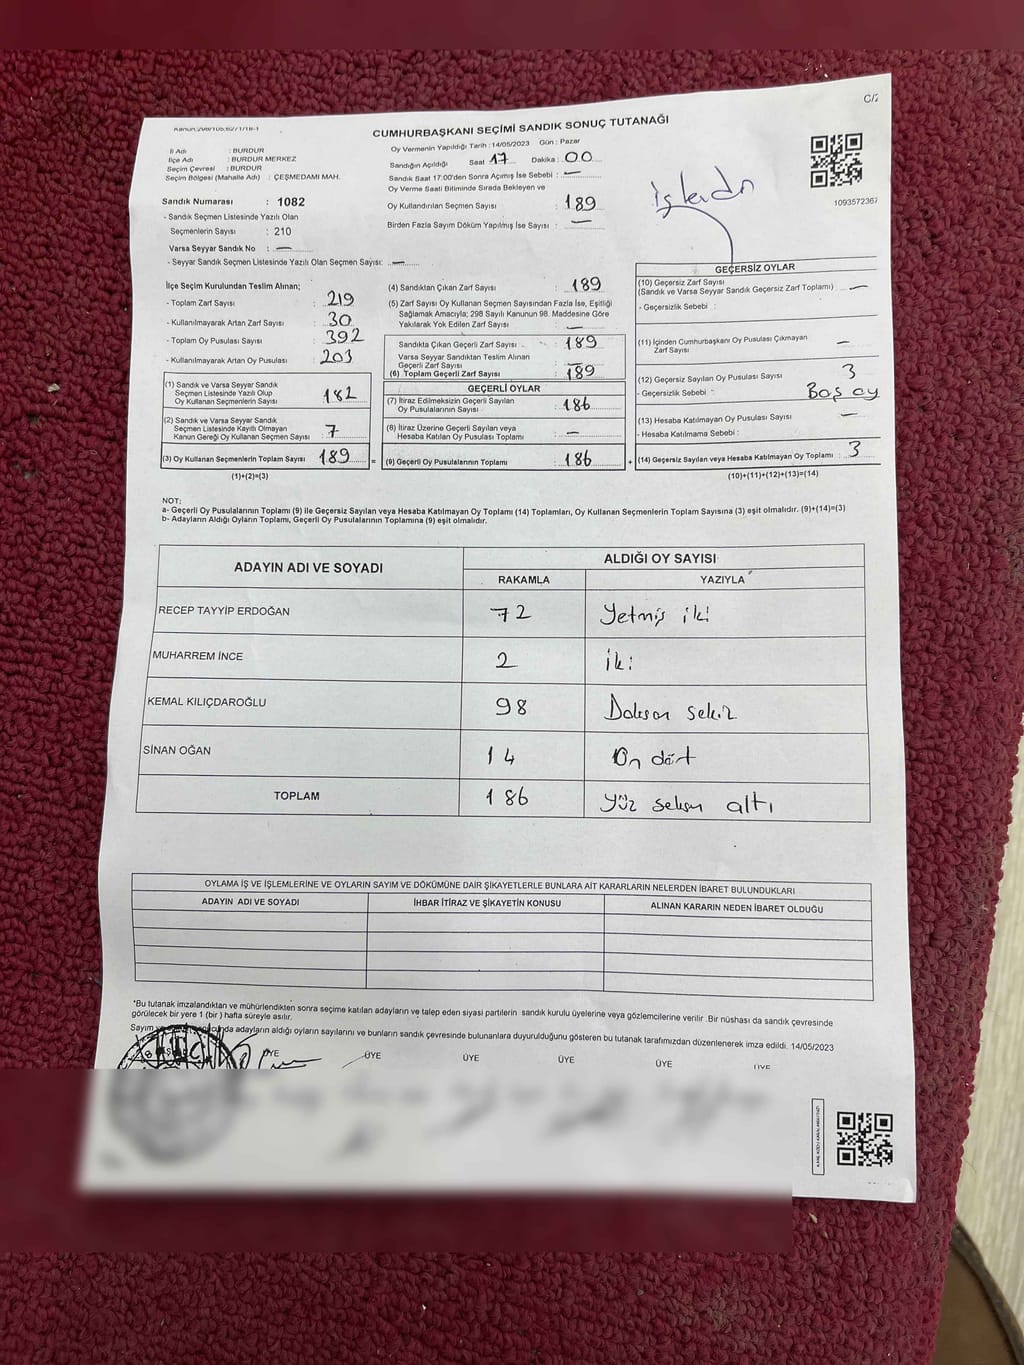 Kanun:298/105;6271/18-1
C/2
CUMHURBAŞKANI SEÇİMİ SANDIK SONUÇ TUTANAĞI
İl Adı : BURDUR
İlçe Adı : BURDUR MERKEZ
Seçim Çevresi : BURDUR
Seçim Bölgesi (Mahalle Adı) : ÇEŞMEDAMI MAH.
Sandık Numarası : 1082
- Sandık Seçmen Listesinde Yazılı Olan
Seçmenlerin Sayısı : 210
Varsa Seyyar Sandık No : —
- Seyyar Sandık Seçmen Listesinde Yazılı Olan Seçmen Sayısı: —
Oy Vermenin Yapıldığı Tarih : 14/05/2023 Gün : Pazar
Sandığın Açıldığı Saat 17 Dakika : 00
Sandık Saat 17:00'den Sonra Açımış İse Sebebi : —
Oy Verme Saati Bitiminde Sırada Bekleyen ve
Oy Kullandırılan Seçmen Sayısı : 189
Birden Fazla Sayım Döküm Yapılmış İse Sayısı : —
İşlendi
1093572367
İlçe Seçim Kurulundan Teslim Alınan;
- Toplam Zarf Sayısı : 219
- Kullanılmayarak Artan Zarf Sayısı : 30
- Toplam Oy Pusulası Sayısı : 392
- Kullanılmayarak Artan Oy Pusulası : 203
(1) Sandık ve Varsa Seyyar Sandık
Seçmen Listesinde Yazılı Olup
Oy Kullanan Seçmenlerin Sayısı : 182
(2) Sandık ve Varsa Seyyar Sandık
Seçmen Listesinde Kayıtlı Olmayan
Kanun Gereği Oy Kullanan Seçmen Sayısı : 7
(3) Oy Kullanan Seçmenlerin Toplam Sayısı : 189 =
(1)+(2)=(3)
(4) Sandıktan Çıkan Zarf Sayısı : 189
(5) Zarf Sayısı Oy Kullanan Seçmen Sayısından Fazla İse, Eşitliği
Sağlamak Amacıyla; 298 Sayılı Kanunun 98. Maddesine Göre
Yakılarak Yok Edilen Zarf Sayısı : —
Sandıkta Çıkan Geçerli Zarf Sayısı : 189
Varsa Seyyar Sandıktan Teslim Alınan
Geçerli Zarf Sayısı : —
(6) Toplam Geçerli Zarf Sayısı : 189
GEÇERLİ OYLAR
(7) İtiraz Edilmeksizin Geçerli Sayılan
Oy Pusulalarının Sayısı : 186
(8) İtiraz Üzerine Geçerli Sayılan veya
Hesaba Katılan Oy Pusulası Toplamı : —
(9) Geçerli Oy Pusulalarının Toplamı : 186 +
GEÇERSİZ OYLAR
(10) Geçersiz Zarf Sayısı
(Sandık ve Varsa Seyyar Sandık Geçersiz Zarf Toplamı) : —
- Geçersizlik Sebebi :
(11) İçinden Cumhurbaşkanı Oy Pusulası Çıkmayan
Zarf Sayısı —
(12) Geçersiz Sayılan Oy Pusulası Sayısı : 3
- Geçersizlik Sebebi : Boş oy
(13) Hesaba Katılmayan Oy Pusulası Sayısı : —
- Hesaba Katılmama Sebebi :
(14) Geçersiz Sayılan veya Hesaba Katılmayan Oy Toplamı : 3
(10)+(11)+(12)+(13)=(14)
NOT:
a- Geçerli Oy Pusulalarının Toplamı (9) ile Geçersiz Sayılan veya Hesaba Katılmayan Oy Toplamı (14) Toplamları, Oy Kullanan Seçmenlerin Toplam Sayısına (3) eşit olmalıdır. (9)+(14)=(3)
b- Adayların Aldığı Oyların Toplamı, Geçerli Oy Pusulalarının Toplamına (9) eşit olmalıdır.
ADAYIN ADI VE SOYADI ALDIĞI OY SAYISI
RAKAMLA YAZIYLA
RECEP TAYYİP ERDOĞAN 72 Yetmiş iki
MUHARREM İNCE 2 iki
KEMAL KILIÇDAROĞLU 98 Doksan sekiz
SİNAN OĞAN 14 On dört
TOPLAM 186 Yüz seksen altı
OYLAMA İŞ VE İŞLEMLERİNE VE OYLARIN SAYIM VE DÖKÜMÜNE DAİR ŞİKAYETLERLE BUNLARA AİT KARARLARIN NELERDEN İBARET BULUNDUKLARI
ADAYIN ADI VE SOYADI İHBAR İTİRAZ VE ŞİKAYETİN KONUSU ALINAN KARARIN NEDEN İBARET OLDUĞU
*Bu tutanak imzalandıktan ve mühürlendikten sonra seçime katılan adayların ve talep eden siyasi partilerin sandık kurulu üyelerine veya gözlemcilerine verilir .Bir nüshası da sandık çevresinde
görülecek bir yere 1 (bir ) hafta süreyle asılır.
Sayım adayların aldığı oyların sayılarını ve bunların sandık çevresinde bulunanlara duyurulduğunu gösteren bu tutanak tarafımızdan düzenlenerek imza edildi. 14/05/2023
ÜYE ÜYE ÜYE ÜYE ÜYE ÜYE